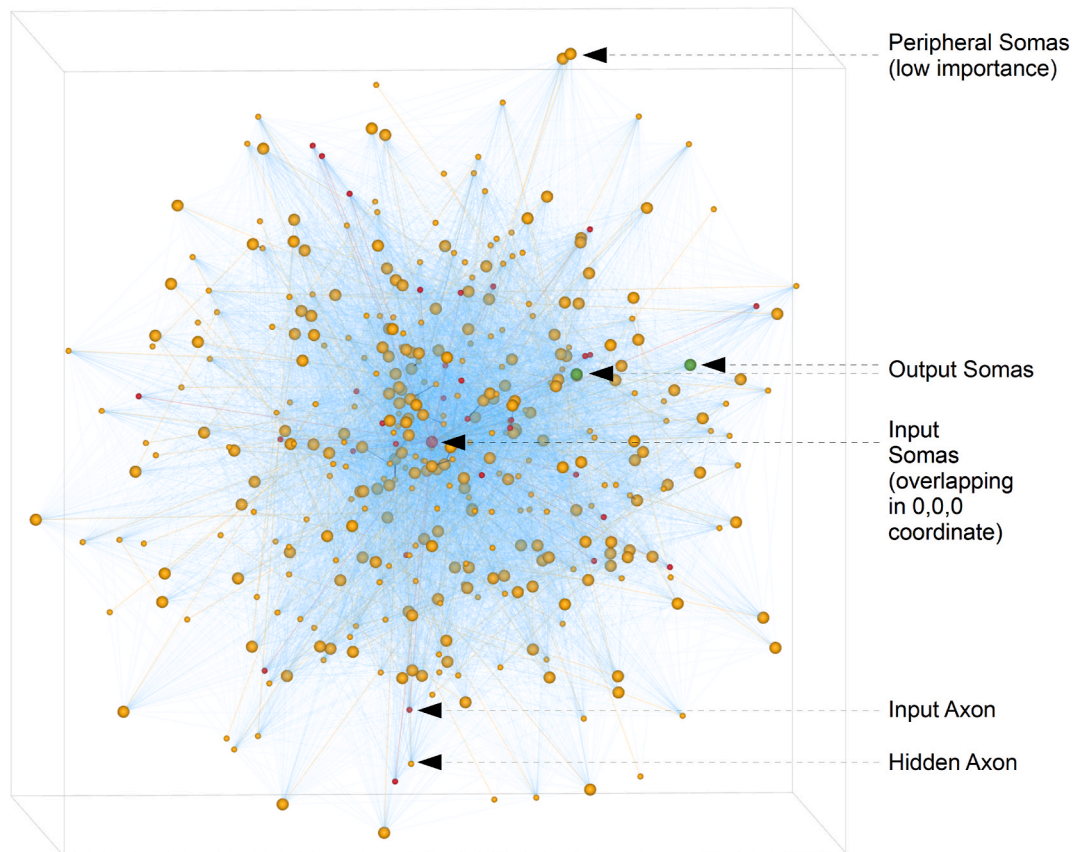 Peripheral Somas
(low importance)
Output Somas
Input
Somas
(overlapping
in 0,0,0
coordinate)
Input Axon
Hidden Axon